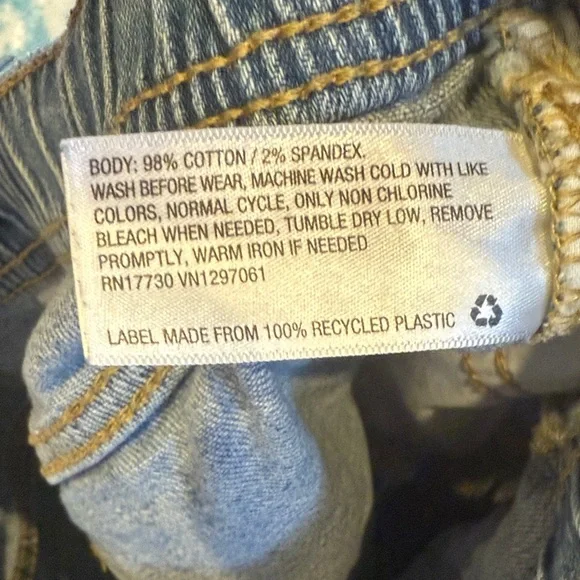 BODY: 98% COTTON / 2% SPANDEX.
WASH BEFORE WEAR, MACHINE WASH COLD WITH LIKE
COLORS, NORMAL CYCLE, ONLY NON CHLORINE
BLEACH WHEN NEEDED, TUMBLE DRY LOW, REMOVE
PROMPTLY, WARM IRON IF NEEDED
RN17730 VN1297061
LABEL MADE FROM 100% RECYCLED PLASTIC